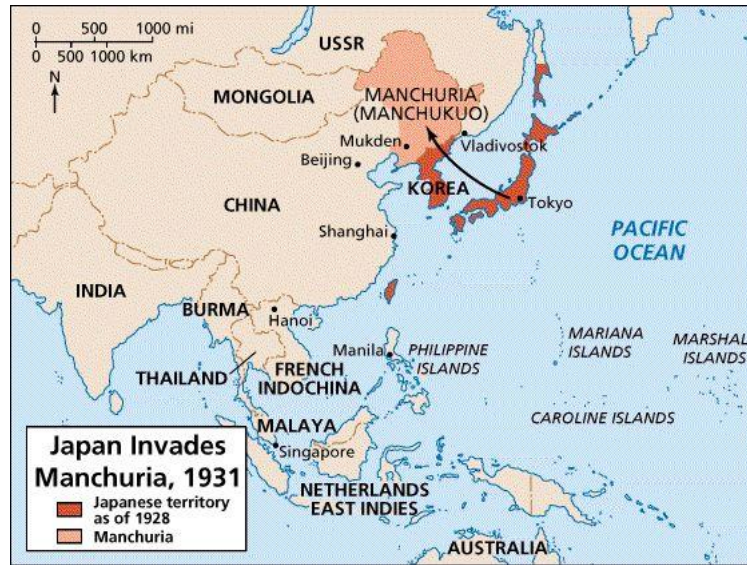 0 500 1000 mi
0 500 1000 km
N
USSR
MONGOLIA
MANCHURIA
(MANCHUKUO)
Mukden
Vladivostok
Beijing
KOREA
Tokyo
CHINA
Shanghai
PACIFIC
OCEAN
INDIA
BURMA
Hanoi
Manila
PHILIPPINE
ISLANDS
MARIANA
ISLANDS
MARSHAL
ISLANDS
THAILAND
FRENCH
INDOCHINA
MALAYA
CAROLINE ISLANDS
Singapore
NETHERLANDS
EAST INDIES
AUSTRALIA
Japan Invades
Manchuria, 1931
Japanese territory
as of 1928
Manchuria